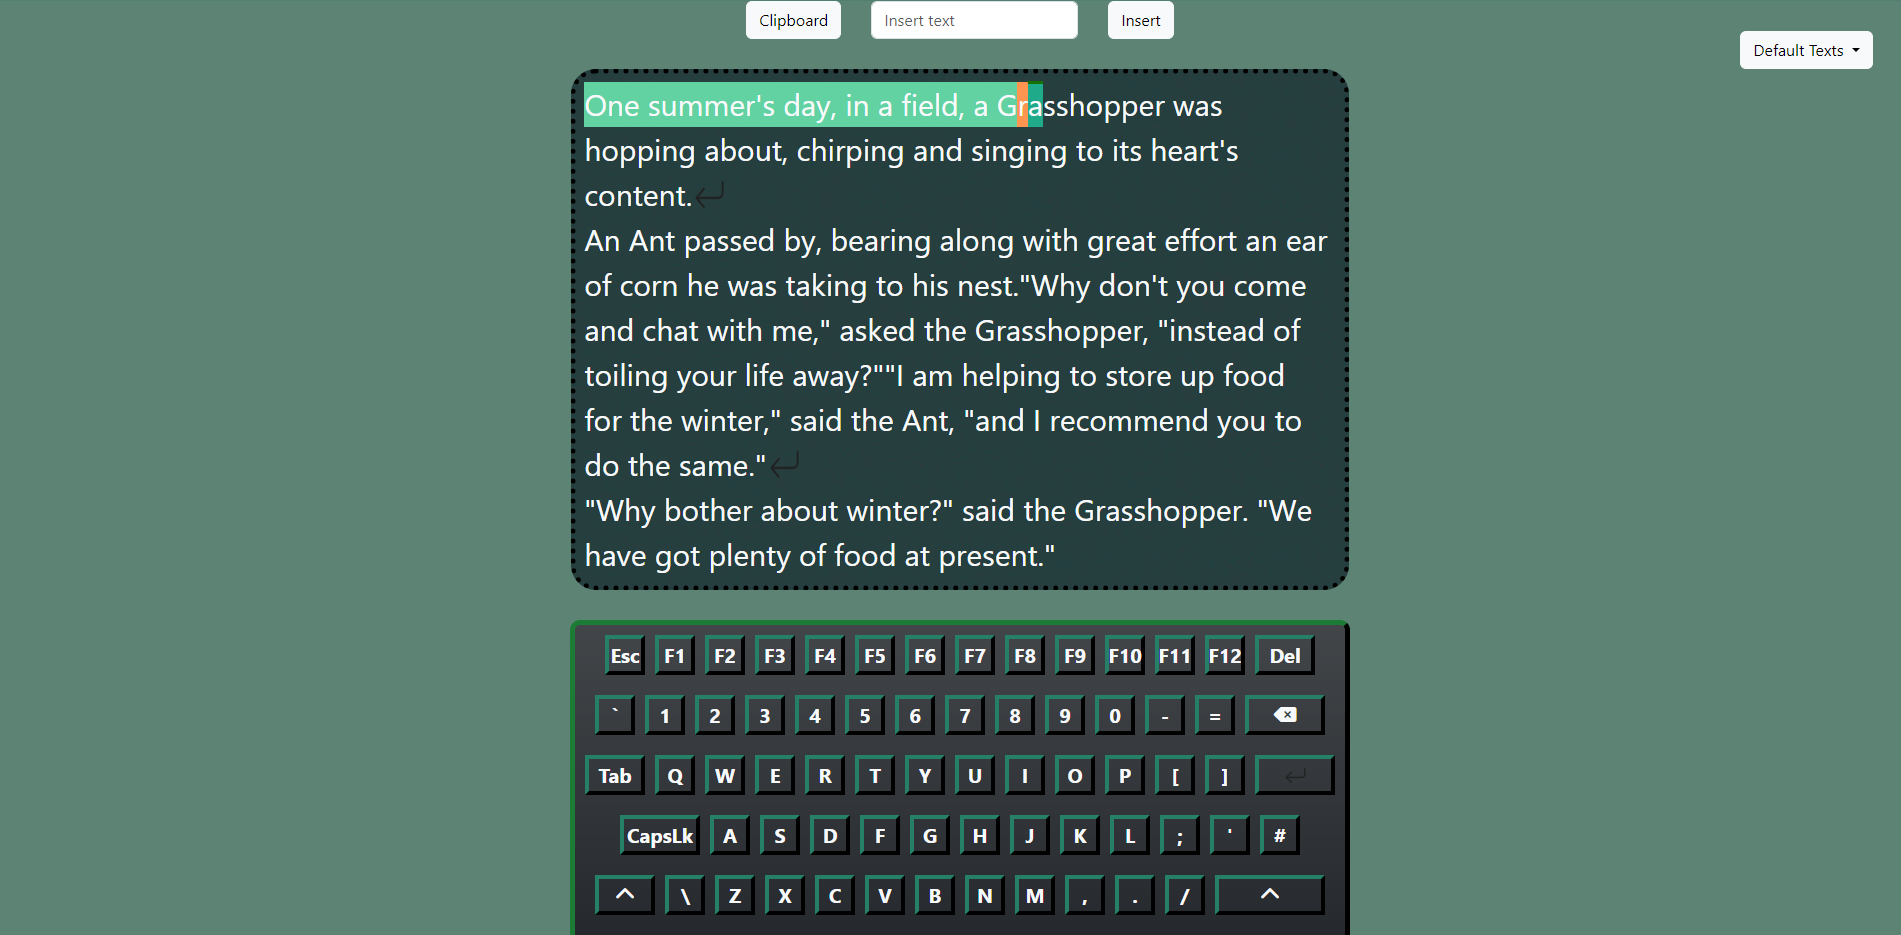 Clipboard Insert text Insert
Default Texts
One summer's day, in a field, a Grasshopper was
hopping about, chirping and singing to its heart's
content.
An Ant passed by, bearing along with great effort an ear
of corn he was taking to his nest."Why don't you come
and chat with me," asked the Grasshopper, "instead of
toiling your life away?""I am helping to store up food
for the winter," said the Ant, "and I recommend you to
do the same."
"Why bother about winter?" said the Grasshopper. "We
have got plenty of food at present."
Esc F1 F2 F3 F4 F5 F6 F7 F8 F9 F10 F11 F12 Del
` 1 2 3 4 5 6 7 8 9 0 - =
Tab Q W E R T Y U I O P [ ]
CapsLk A S D F G H J K L ; ' #
\ Z X C V B N M , . /